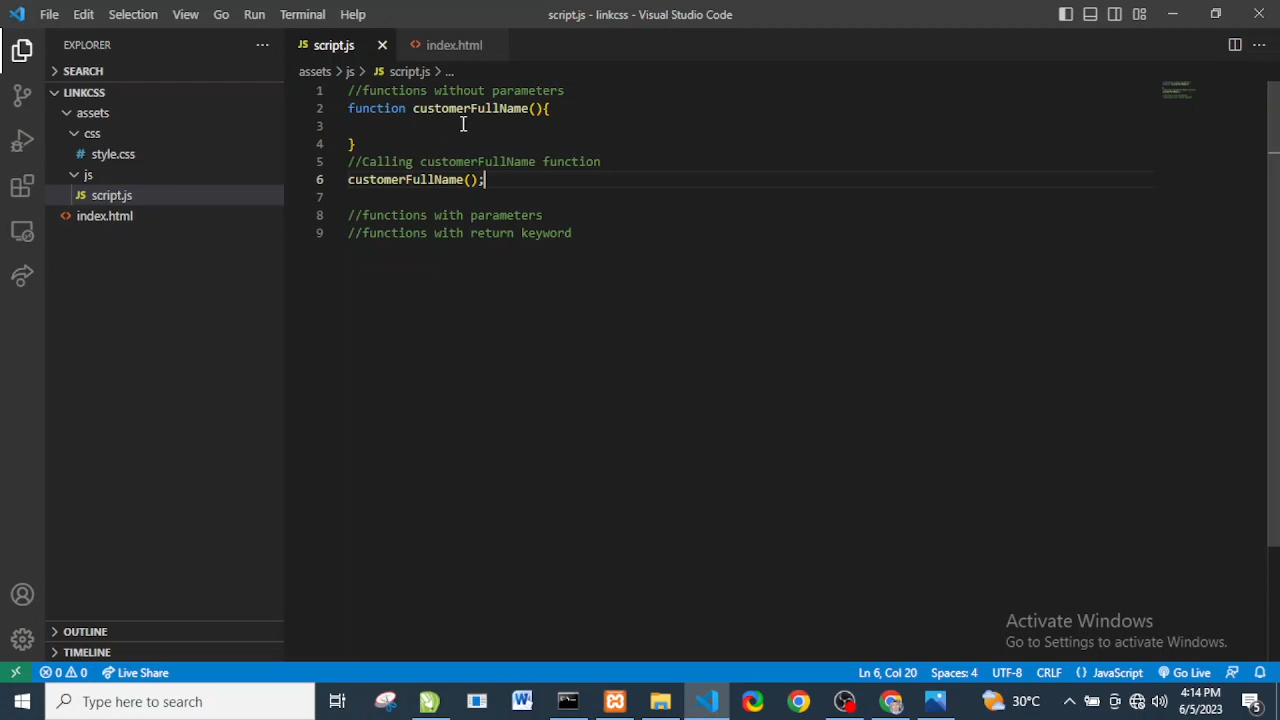 File Edit Selection View Go Run Terminal Help script.js - linkcss - Visual Studio Code
EXPLORER
SEARCH
LINKCSS
assets
css
# style.css
js
JS script.js
<> index.html
OUTLINE
TIMELINE
JS script.js <> index.html
assets > js > JS script.js > ...
1 //functions without parameters
2 function customerFullName(){
3
4 }
5 //Calling customerFullName function
6 customerFullName();
7
8 //functions with parameters
9 //functions with return keyword
Activate Windows
Go to Settings to activate Windows.
0 0 Live Share Ln 6, Col 20 Spaces: 4 UTF-8 CRLF {} JavaScript Go Live
Type here to search 30°C 4:14 PM
6/5/2023 5